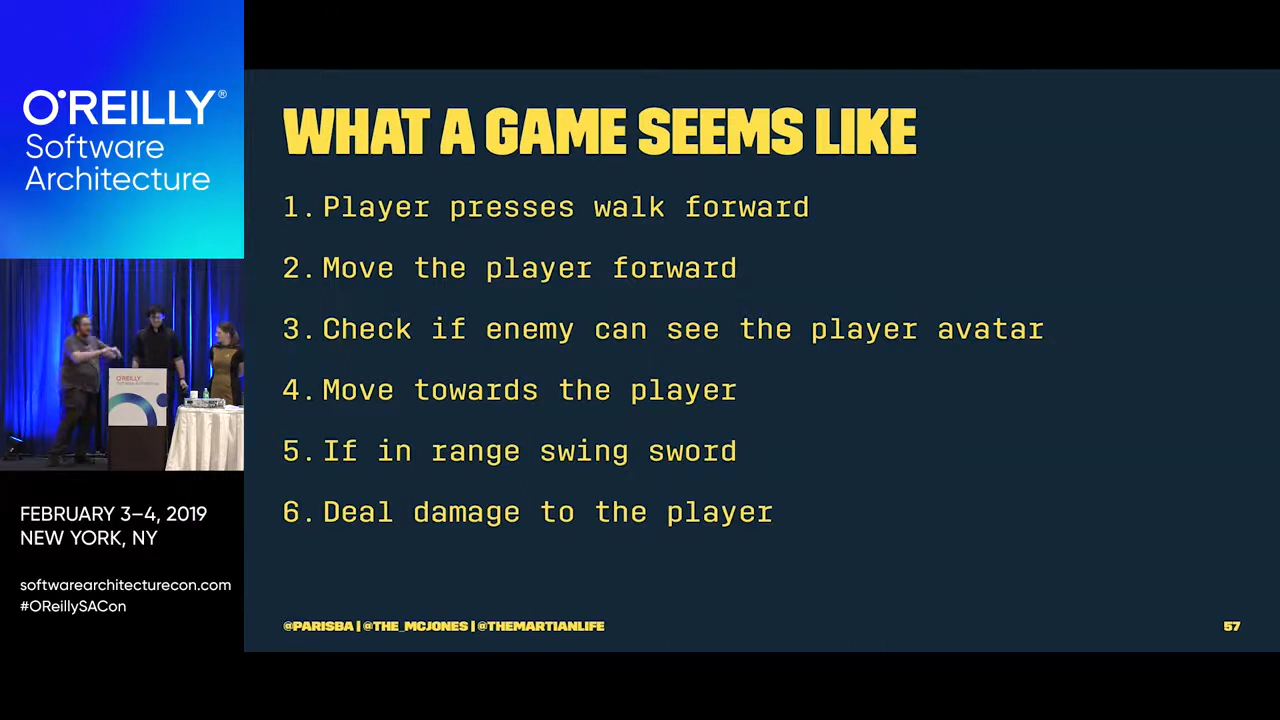 O'REILLY®
Software
Architecture
WHAT A GAME SEEMS LIKE
1. Player presses walk forward
2. Move the player forward
3. Check if enemy can see the player avatar
4. Move towards the player
5. If in range swing sword
6. Deal damage to the player
O'REILLY
FEBRUARY 3–4, 2019
NEW YORK, NY
softwarearchitecturecon.com
#OReillySACon
@PARISBA | @THE_MCJONES | @THEMARTIANLIFE
57